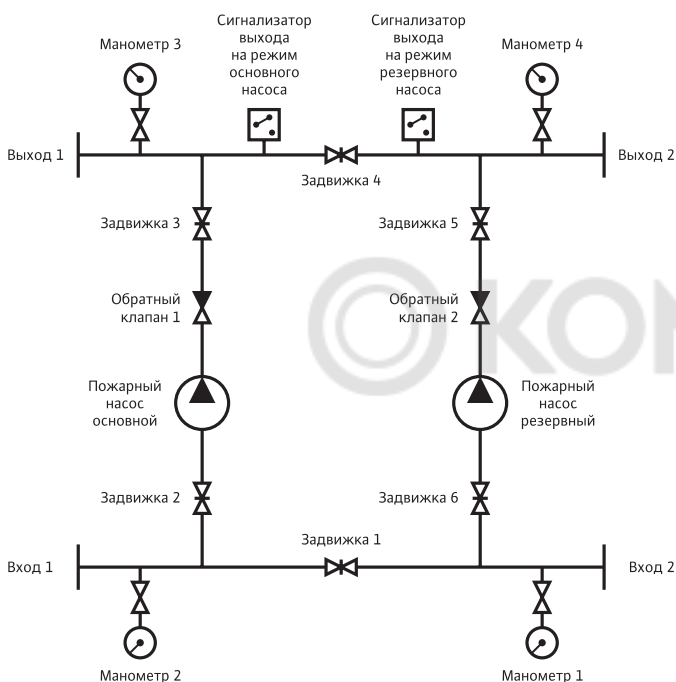 Сигнализатор
выхода
на режим
основного
насоса
Сигнализатор
выхода
на режим
резервного
насоса
Манометр 3
Манометр 4
Выход 1
Выход 2
Задвижка 4
Задвижка 3
Задвижка 5
Обратный
клапан 1
Обратный
клапан 2
Пожарный
насос
основной
Пожарный
насос
резервный
Задвижка 2
Задвижка 6
Задвижка 1
Вход 1
Вход 2
Манометр 2
Манометр 1